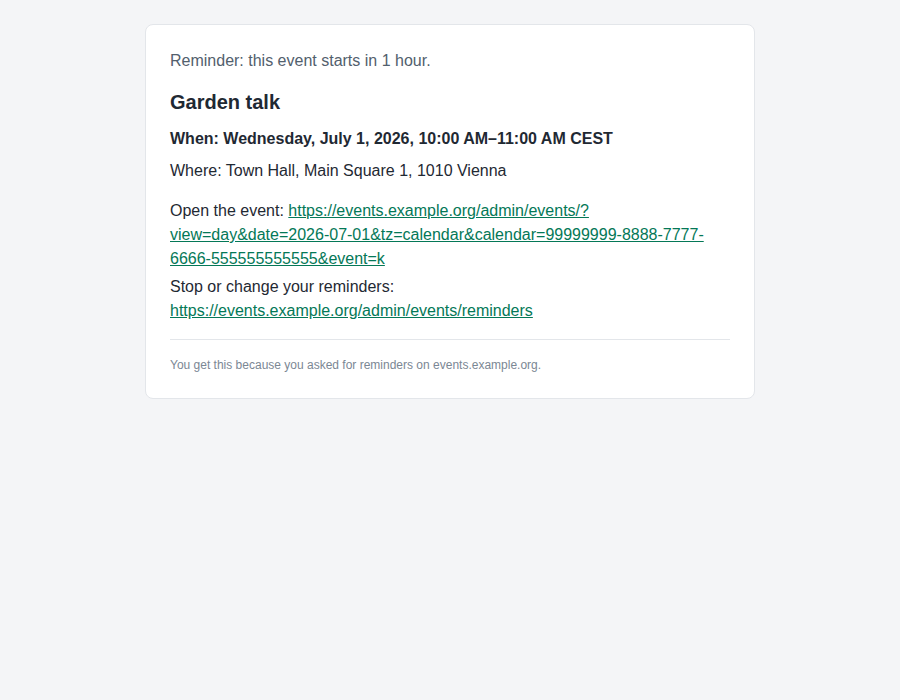 Reminder: this event starts in 1 hour.
Garden talk
When: Wednesday, July 1, 2026, 10:00 AM–11:00 AM CEST
Where: Town Hall, Main Square 1, 1010 Vienna
Open the event: https://events.example.org/admin/events/?
view=day&date=2026-07-01&tz=calendar&calendar=99999999-8888-7777-
6666-555555555555&event=k
Stop or change your reminders:
https://events.example.org/admin/events/reminders
You get this because you asked for reminders on events.example.org.